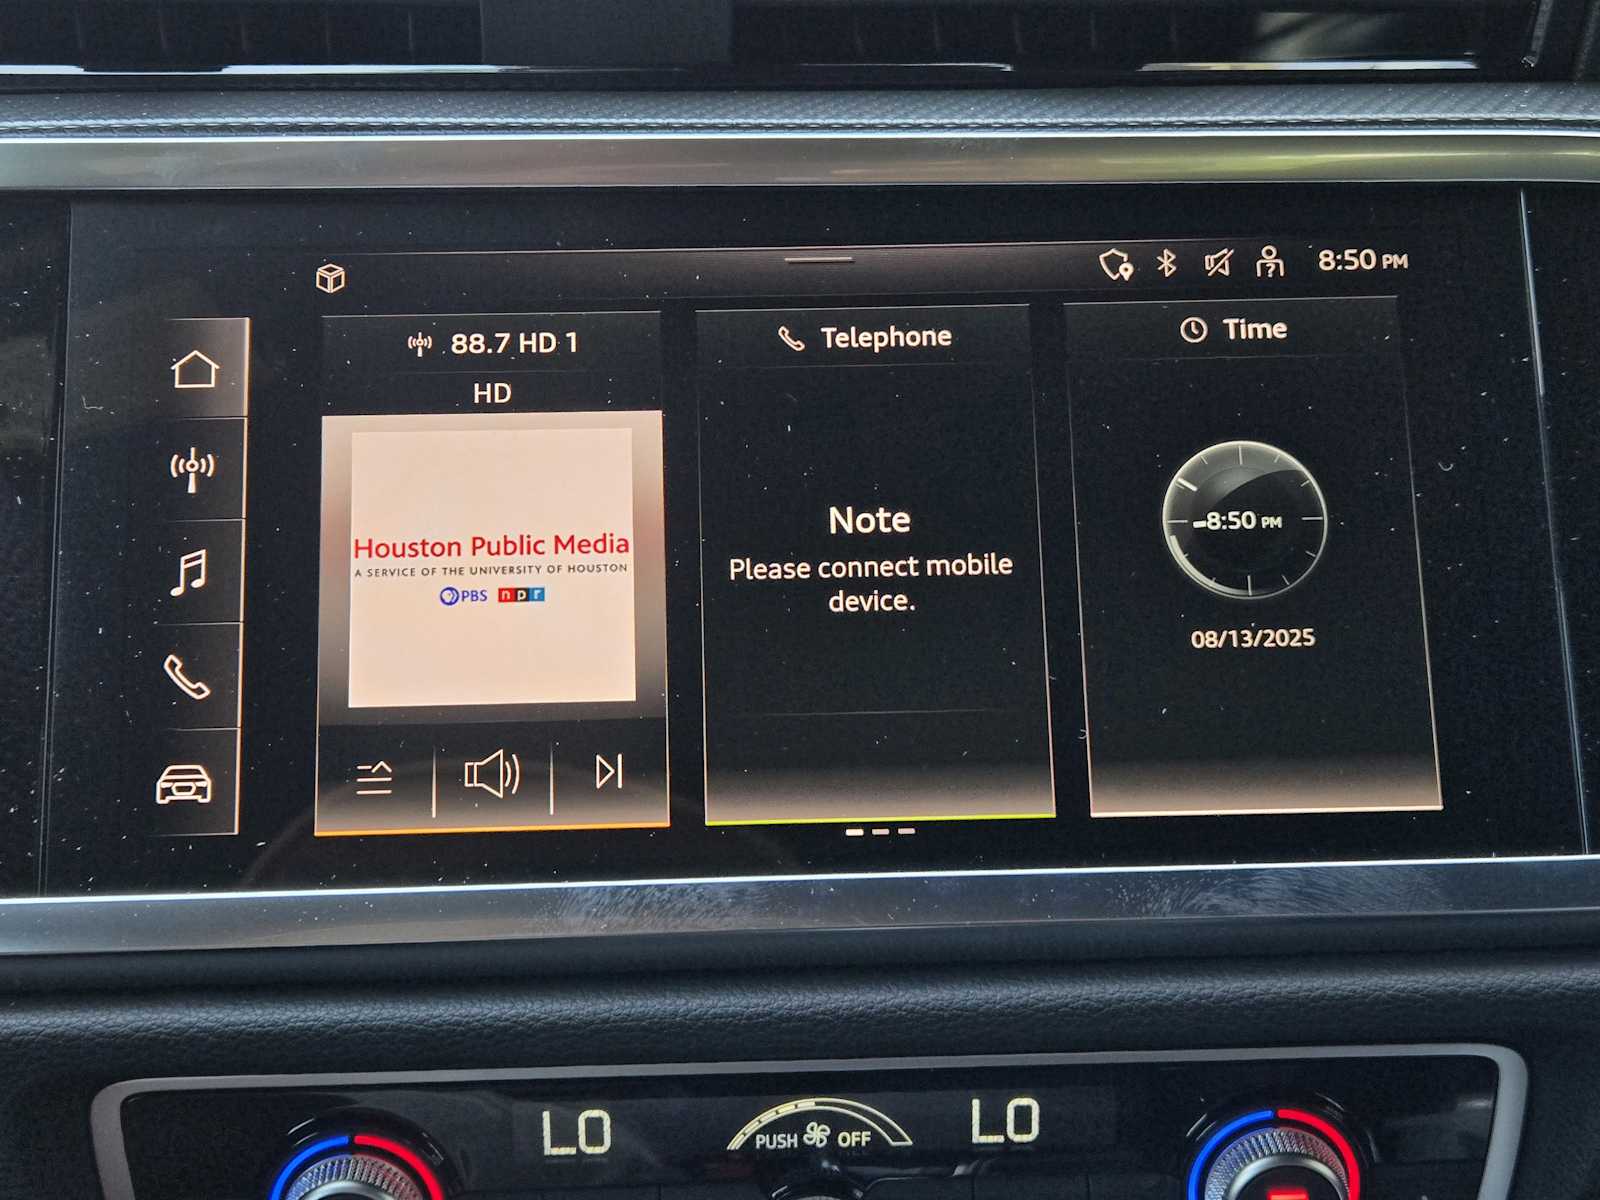 8:50 PM
88.7 HD 1
HD
Houston Public Media
A SERVICE OF THE UNIVERSITY OF HOUSTON
PBS npr
Telephone
Note
Please connect mobile
device.
Time
8:50 PM
08/13/2025
LO
PUSH OFF
LO